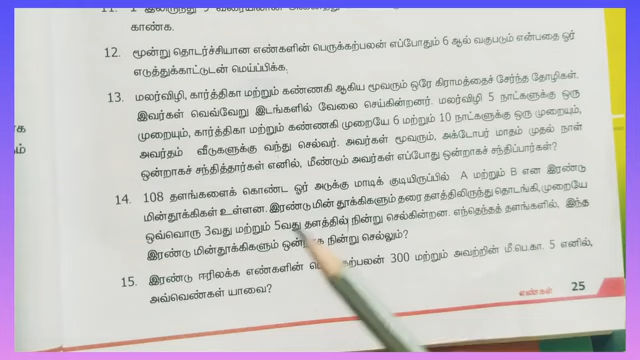 11. 1
காண்க.
12. மூன்று தொடர்ச்சியான எண்களின் பெருக்கற்பலன் எப்போதும் 6 ஆல் வகுபடும் என்பதை ஓர்
எடுத்துக்காட்டுடன் மெய்ப்பிக்க.
13. மலர்விழி, கார்த்திகா மற்றும் கண்ணகி ஆகிய மூவரும் ஒரே கிராமத்தைச் சேர்ந்த தோழிகள்.
இவர்கள் வெவ்வேறு இடங்களில் வேலை செய்கின்றனர். மலர்விழி 5 நாட்களுக்கு ஒரு
முறையும், கார்த்திகா மற்றும் கண்ணகி முறையே 6 மற்றும் 10 நாட்களுக்கு ஒரு முறையும்,
அவர்தம் வீடுகளுக்கு வந்து செல்வர். அவர்கள் மூவரும், அக்டோபர் மாதம் முதல் நாள்
ஒன்றாகச் சந்தித்தார்கள் எனில், மீண்டும் அவர்கள் எப்போது ஒன்றாகச் சந்திப்பார்கள்?
14. 108 தளங்களைக் கொண்ட ஓர் அடுக்கு மாடிக் குடியிருப்பில் A மற்றும் B என இரண்டு
மின்தூக்கிகள் உள்ளன. இரண்டு மின் தூக்கிகளும் தரை தளத்திலிருந்து தொடங்கி, முறையே
ஒவ்வொரு 3வது மற்றும் 5வது தளத்தில் நின்று செல்கின்றன. எந்தெந்தத் தளங்களில், இந்த
இரண்டு மின்தூக்கிகளும் ஒன்றாக நின்று செல்லும்?
15. இரண்டு ஈரிலக்க எண்களின் 300 மற்றும் அவற்றின் மீ.பெ.கா. 5 எனில்,
அவ்வெண்கள் யாவை?
எண்கள் 25